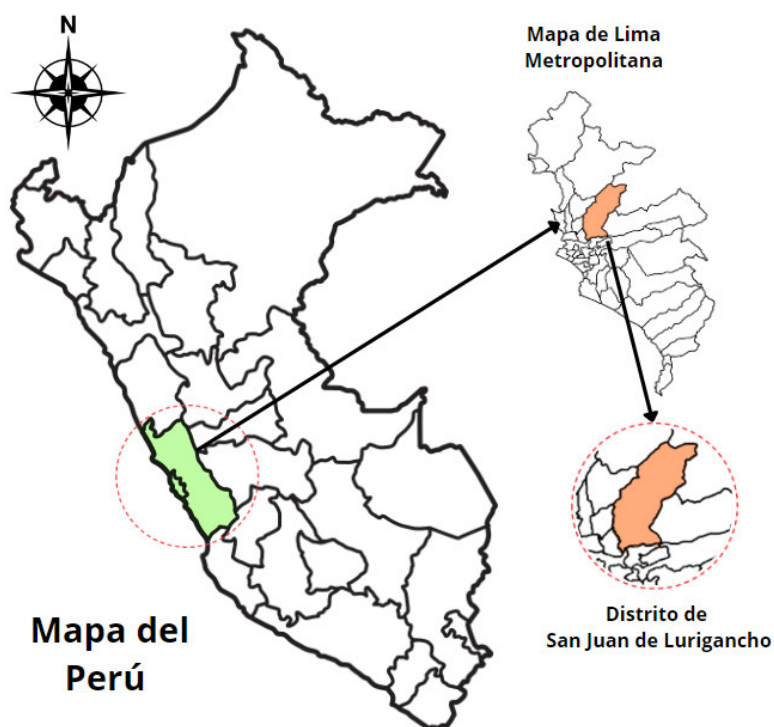 N
Mapa de Lima
Metropolitana
Mapa del
Perú
Distrito de
San Juan de Lurigancho